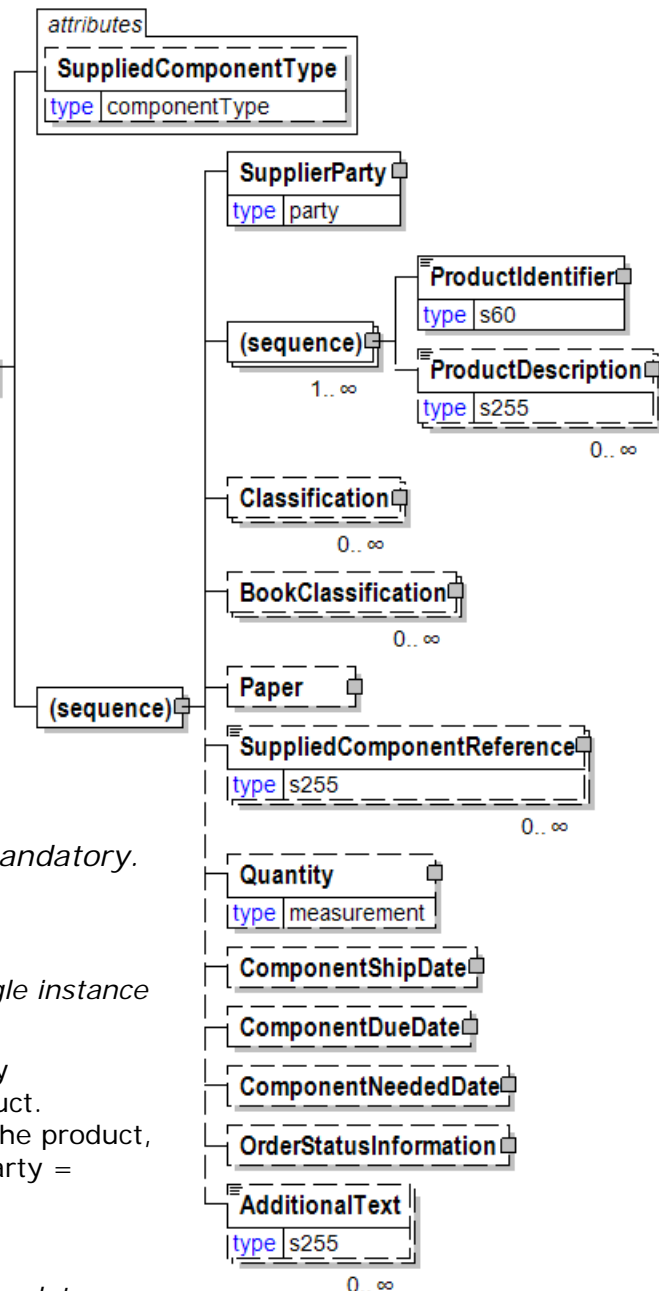 attributes
SuppliedComponentType
type componentType
SupplierParty
type party
(sequence)
1.. ∞
ProductIdentifier
type s60
ProductDescription
type s255
0.. ∞
Classification
0.. ∞
BookClassification
0.. ∞
Paper
(sequence)
SuppliedComponentReference
type s255
0.. ∞
andatory.
Quantity
type measurement
gle instance
ComponentShipDate
ComponentDueDate
y
uct.
ComponentNeededDate
he product,
OrderStatusInformation
arty =
AdditionalText
type s255
0.. ∞